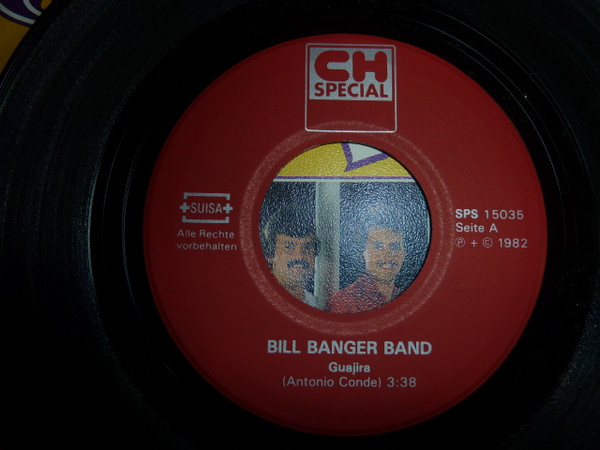 CH
SPECIAL
SUISA
Alle Rechte
vorbehalten
SPS 15035
Seite A
℗ + © 1982
BILL BANGER BAND
Guajira
(Antonio Conde) 3:38